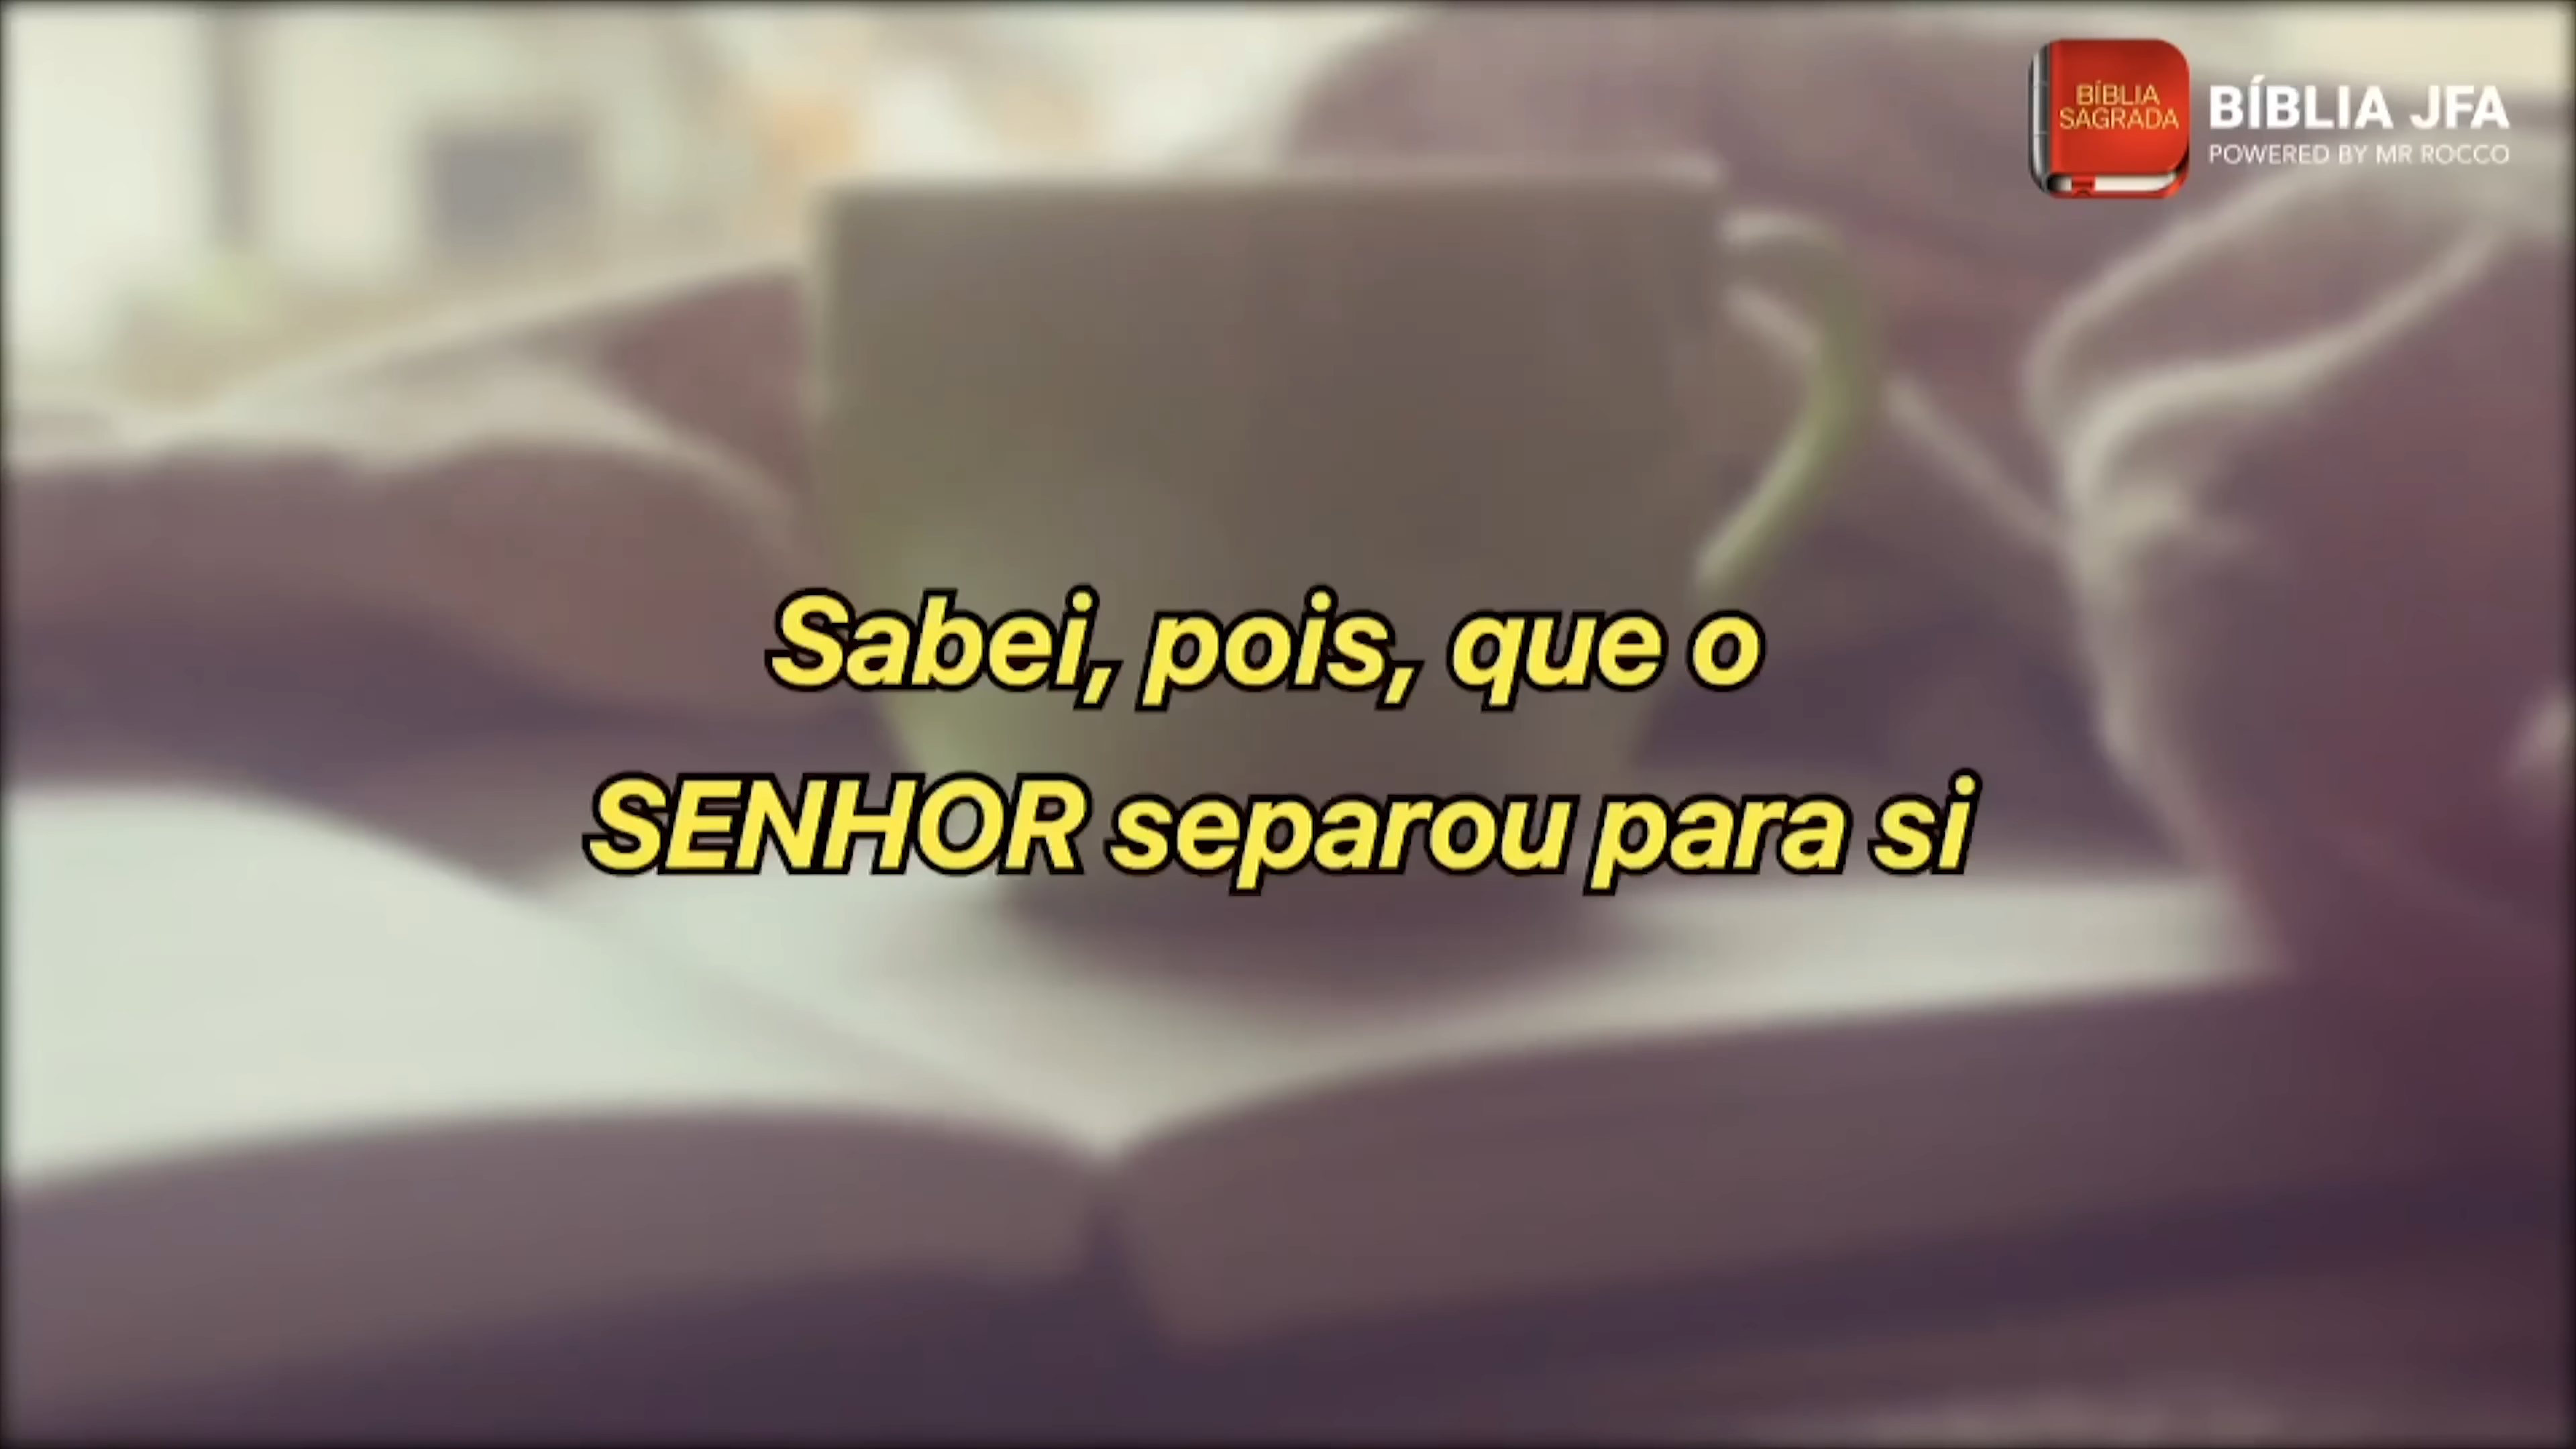 BÍBLIA
SAGRADA
BÍBLIA JFA
POWERED BY MR ROCCO
Sabei, pois, que o
SENHOR separou para si